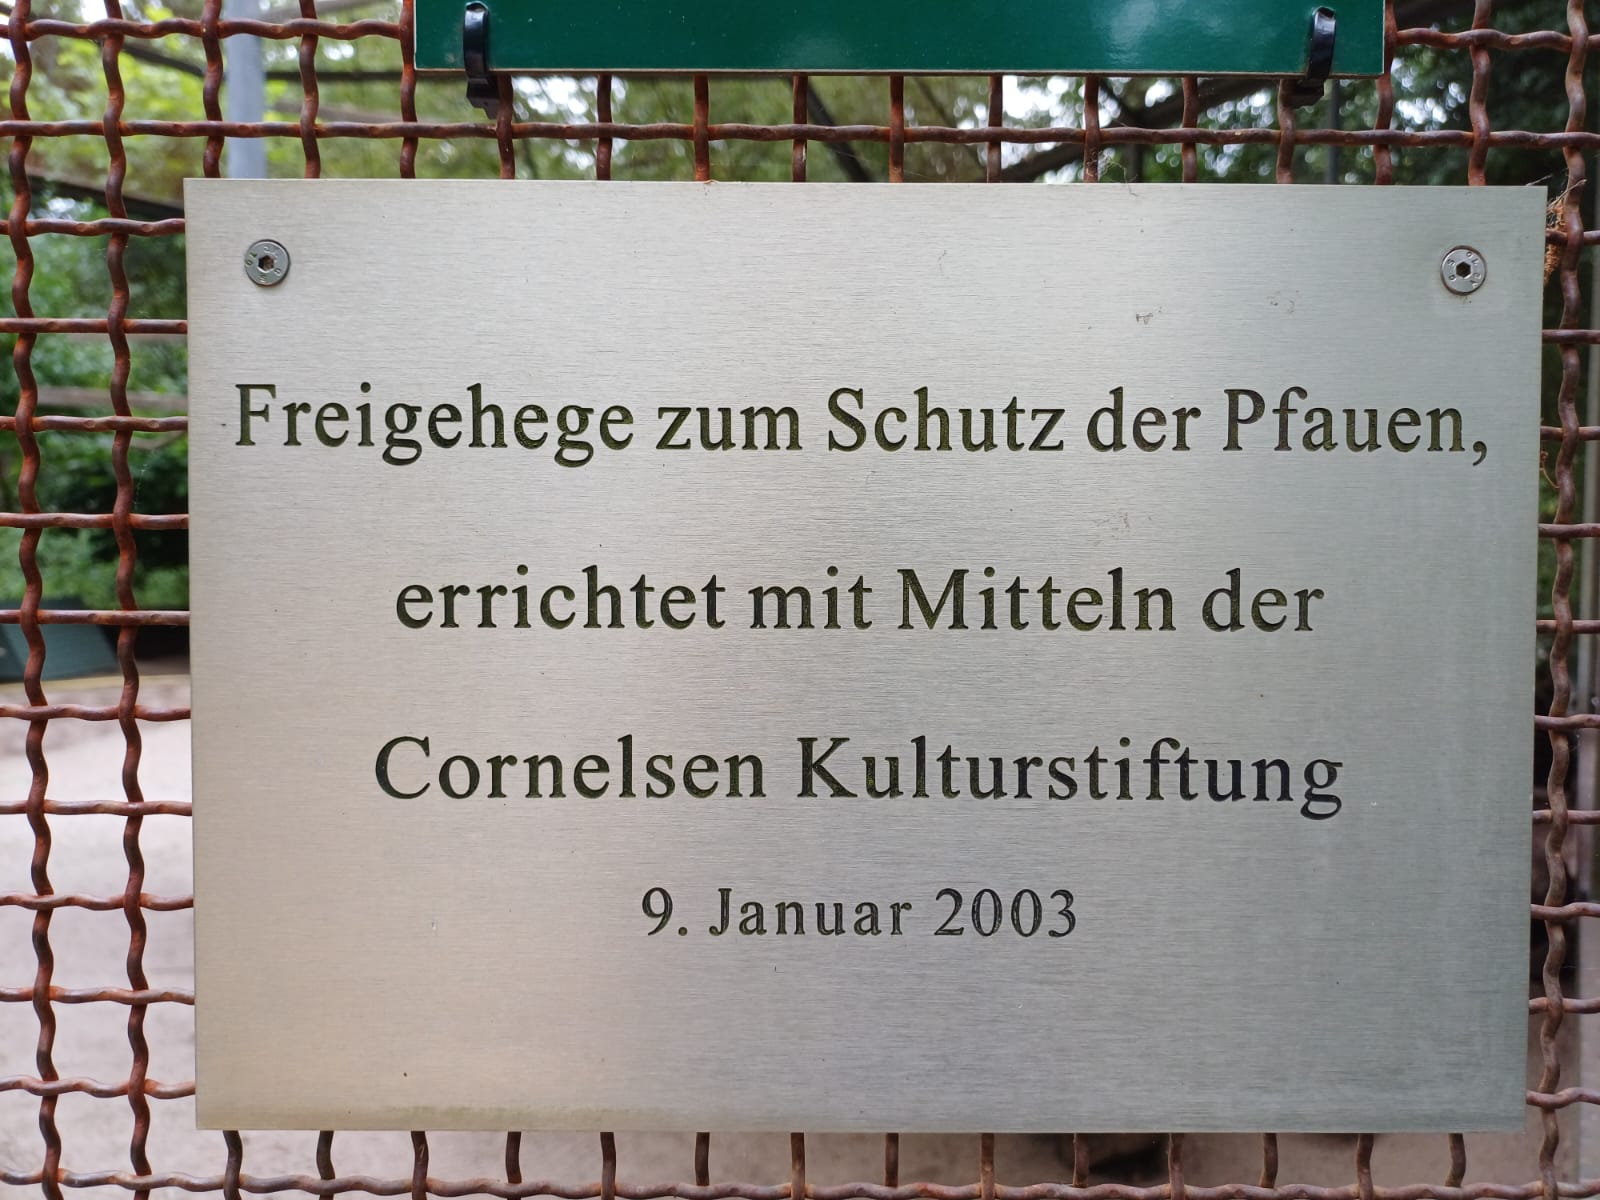 Freigehege zum Schutz der Pfauen,
errichtet mit Mitteln der
Cornelsen Kulturstiftung
9. Januar 2003